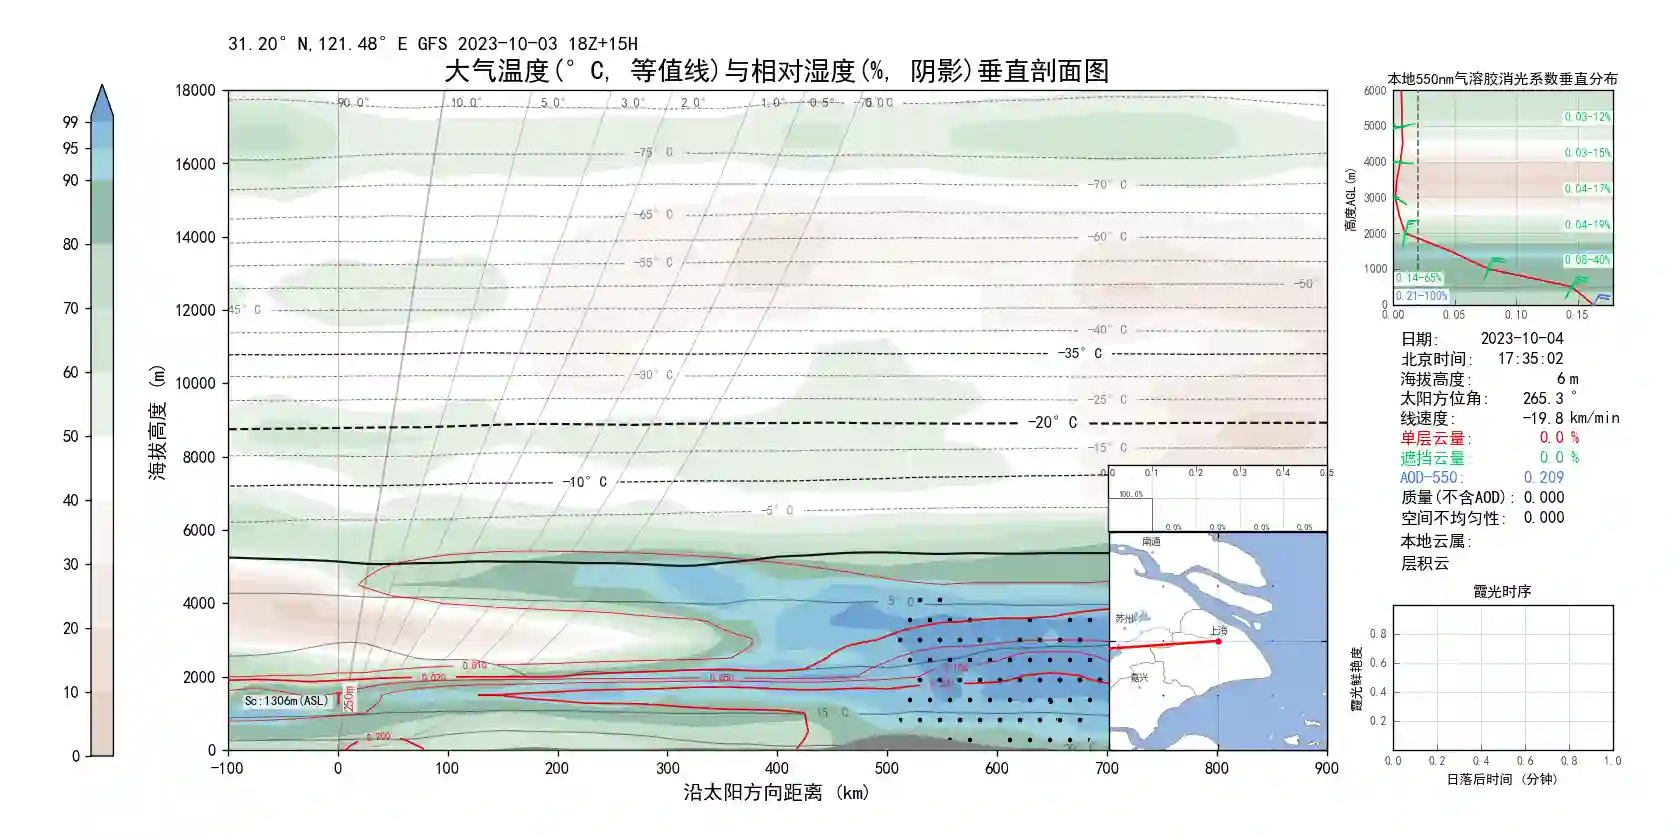 31.20° N,121.48° E GFS 2023-10-03 18Z+15H
大气温度(° C, 等值线)与相对湿度(%, 阴影)垂直剖面图
99
95
90
80
70
60
50
40
30
20
10
0
海拔高度 (m)
18000
16000
14000
12000
10000
8000
6000
4000
2000
0
-100 0 100 200 300 400 500 600 700 800 900
沿太阳方向距离 (km)
90.0° 10.0° 5.0° 3.0° 2.0° 1.0° 0.5°
-75° C
-70° C
-65° C
-60° C
-55° C
-50°
45° C
-40° C
-35° C
-30° C
-25° C
-20° C
-15° C
-10° C
-5° C
5° C
15° C
0.010
0.020
0.050
0.100
0.200
Sc:1306m(ASL)
250m
0.0 0.1 0.2 0.3 0.4 0.5
100.0%
0.0% 0.0% 0.0% 0.0%
南通
苏州
上海
嘉兴
本地550nm气溶胶消光系数垂直分布
高度AGL(m)
6000
5000
4000
3000
2000
1000
0
0.00 0.05 0.10 0.15
0.03-12%
0.03-15%
0.04-17%
0.04-19%
0.08-40%
0.14-65%
0.21-100%
日期: 2023-10-04
北京时间: 17:35:02
海拔高度: 6 m
太阳方位角: 265.3 °
线速度: -19.8 km/min
单层云量: 0.0 %
遮挡云量: 0.0 %
AOD-550: 0.209
质量(不含AOD): 0.000
空间不均匀性: 0.000
本地云属:
层积云
霞光时序
霞光鲜艳度
0.8
0.6
0.4
0.2
0.0 0.2 0.4 0.6 0.8 1.0
日落后时间 (分钟)